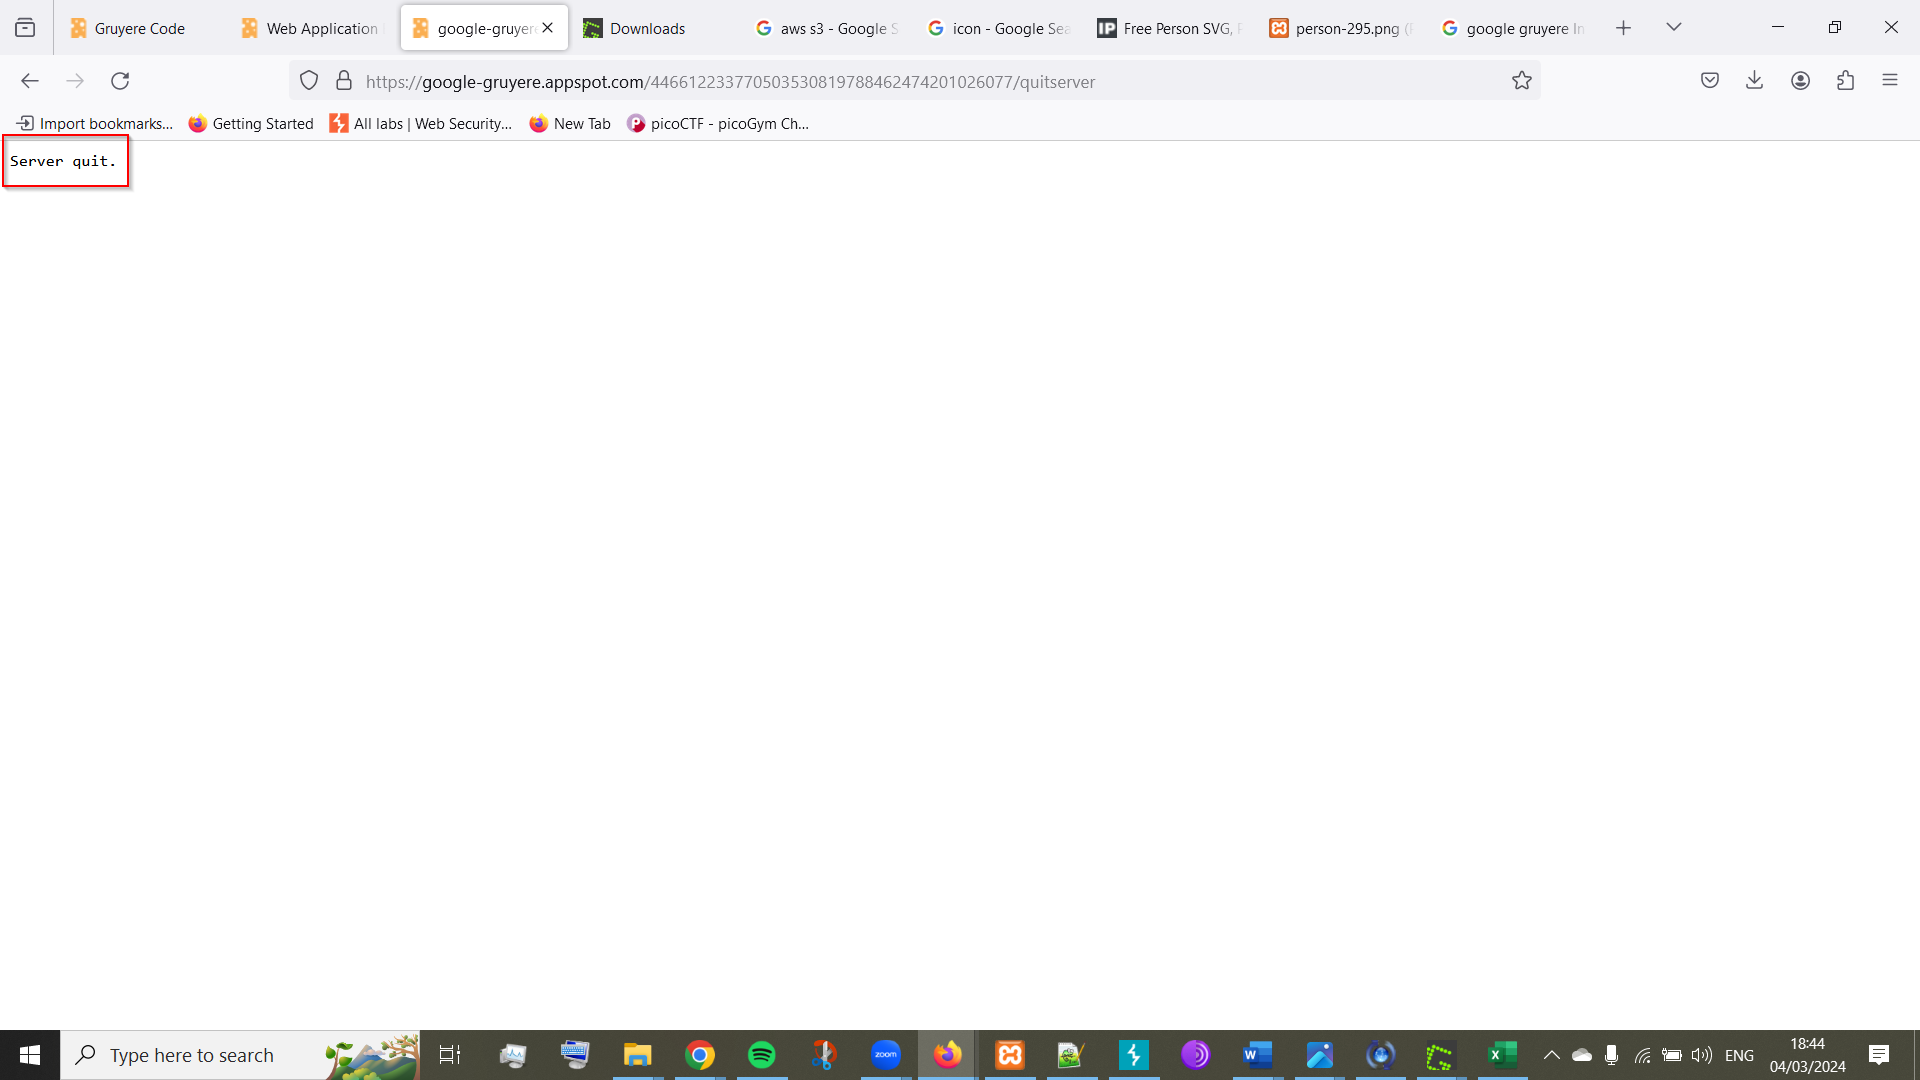 Gruyere Code
Web Application
google-gruyere
Downloads
aws s3 - Google S
icon - Google Sea
Free Person SVG,
person-295.png (
google gruyere In
https://google-gruyere.appspot.com/446612233770503530819788462474201026077/quitserver
Import bookmarks...
Getting Started
All labs | Web Security...
New Tab
picoCTF - picoGym Ch...
Server quit.
Type here to search
zoom
ENG
18:44
04/03/2024